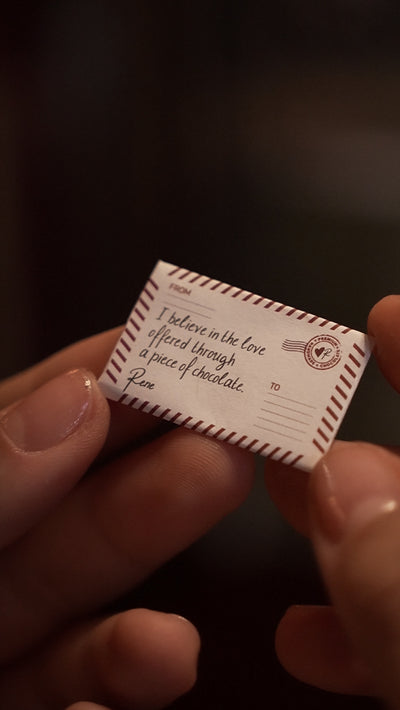 FROM
I believe in the love
offered through
a piece of chocolate.
Rene
TO